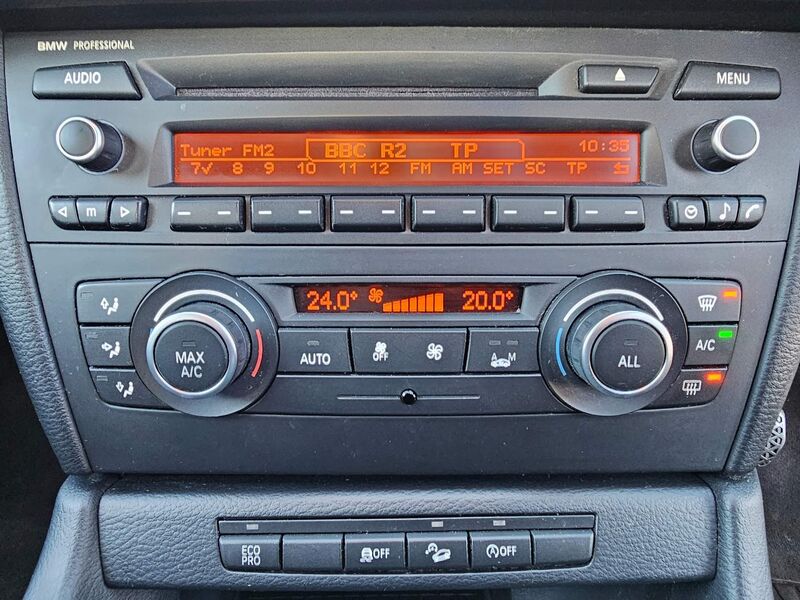 BMW PROFESSIONAL
AUDIO
MENU
Tuner FM2 BBC R2 TP 10:35
7✓ 8 9 10 11 12 FM AM SET SC TP
m
24.0° 20.0°
MAX A/C
AUTO
OFF
A M
ALL
A/C
ECO PRO
OFF
OFF